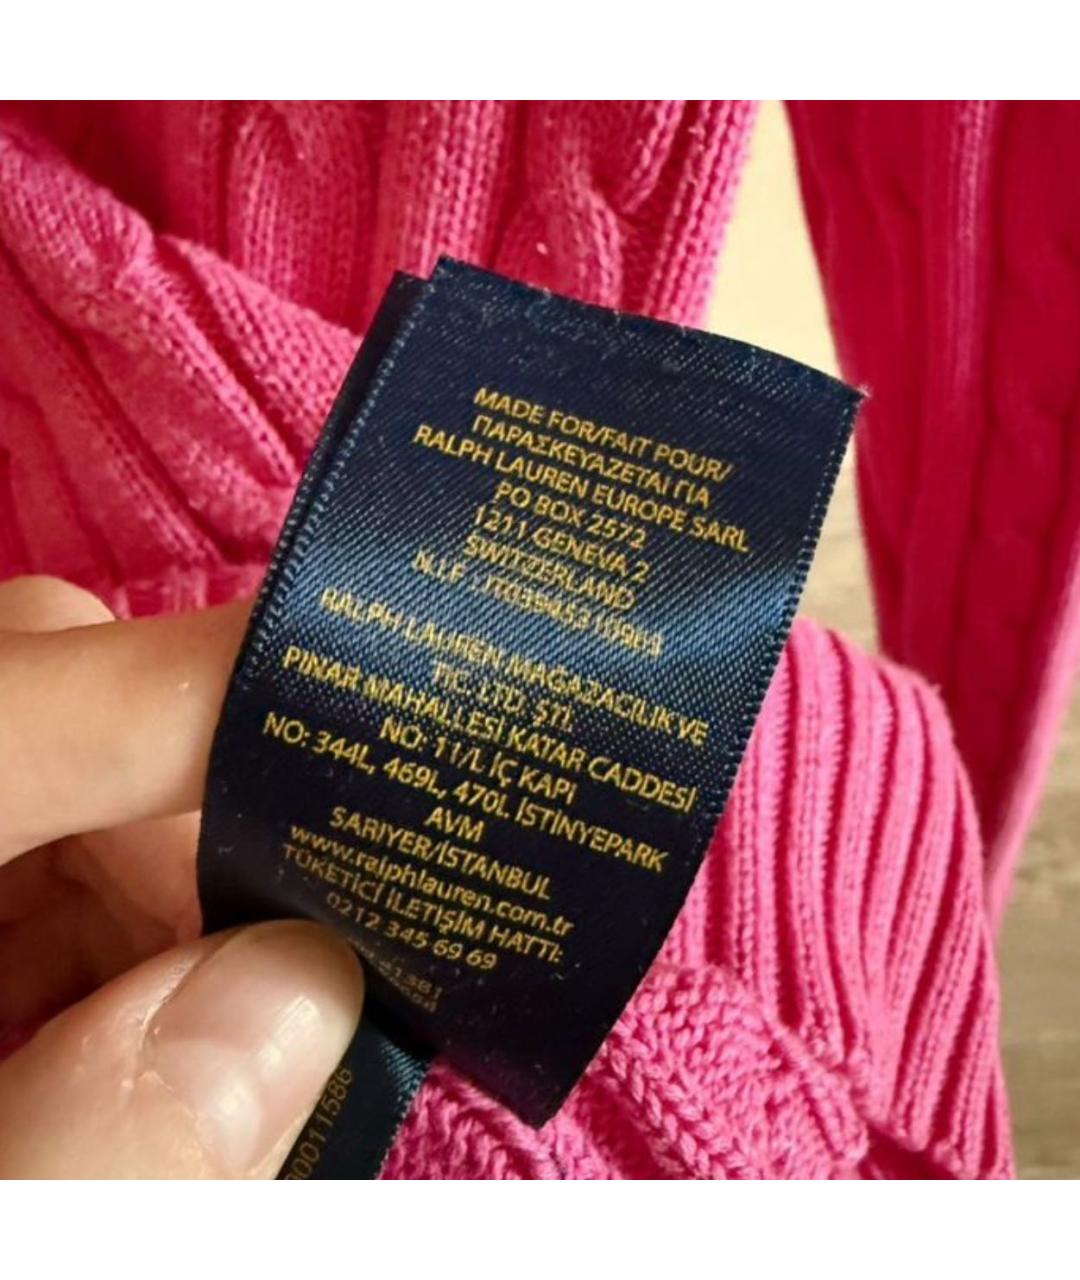 MADE FOR/FAIT POUR/
ΠΑΡΑΣΚΕΥΑΖΕΤΑΙ ΓΙΑ
RALPH LAUREN EUROPE SARL
PO BOX 2572
1211 GENEVA 2
SWITZERLAND
N.I.F.
RALPH LAUREN MAĞAZACILIK VE
TİC. LTD. ŞTİ.
PINAR MAHALLESİ KATAR CADDESİ
NO: 11/L İÇ KAPI
NO: 344L, 469L, 470L İSTİNYEPARK
AVM
SARIYER/İSTANBUL
www.ralphlauren.com.tr
TÜKETİCİ İLETİŞİM HATTI:
0212 345 69 69
00011586